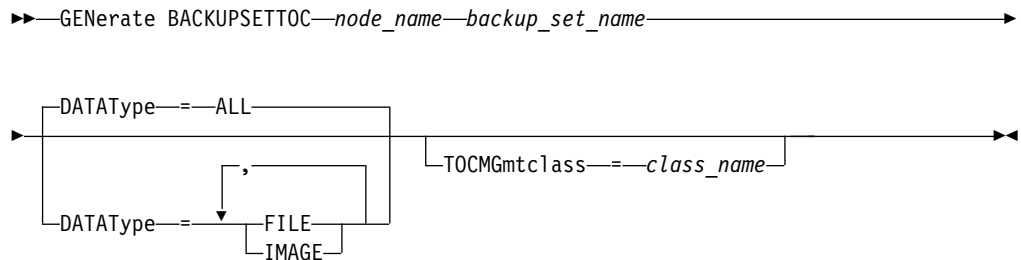 GENerate BACKUPSETTOC node_name backup_set_name
DATAType = ALL
TOCMGmtclass = class_name
,
DATAType = FILE
IMAGE